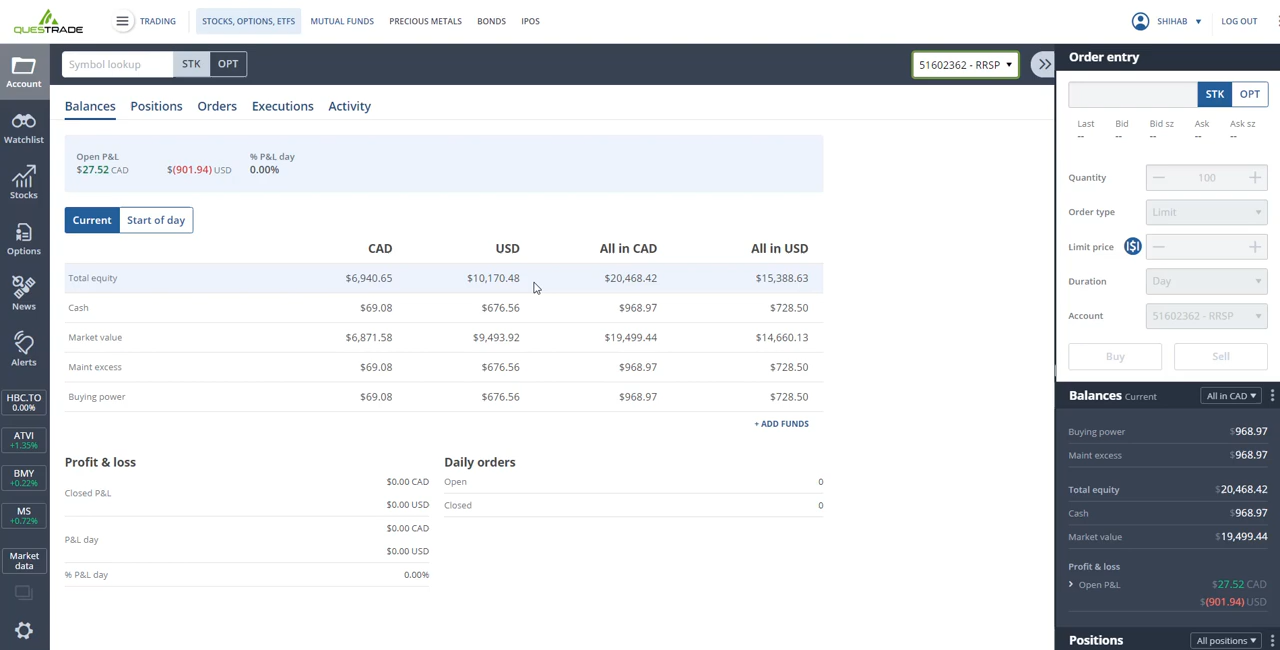 QUESTRADE
TRADING
STOCKS, OPTIONS, ETFS
MUTUAL FUNDS
PRECIOUS METALS
BONDS
IPOS
SHIHAB
LOG OUT
Account
Watchlist
Stocks
Options
News
Alerts
HBC.TO
0.00%
ATVI
+1.35%
BMY
+0.22%
MS
+0.72%
Market
data
Symbol lookup
STK
OPT
51602362 - RRSP
Balances Positions Orders Executions Activity
Open P&L % P&L day
$27.52 CAD $(901.94) USD 0.00%
Current Start of day
CAD USD All in CAD All in USD
Total equity $6,940.65 $10,170.48 $20,468.42 $15,388.63
Cash $69.08 $676.56 $968.97 $728.50
Market value $6,871.58 $9,493.92 $19,499.44 $14,660.13
Maint excess $69.08 $676.56 $968.97 $728.50
Buying power $69.08 $676.56 $968.97 $728.50
+ ADD FUNDS
Profit & loss
Closed P&L
$0.00 CAD
$0.00 USD
P&L day
$0.00 CAD
$0.00 USD
% P&L day 0.00%
Daily orders
Open 0
Closed 0
Order entry
STK OPT
Last Bid Bid sz Ask Ask sz
-- -- -- -- --
Quantity 100
Order type Limit
Limit price
Duration Day
Account 51602362 - RRSP
Buy Sell
Balances Current All in CAD
Buying power $968.97
Maint excess $968.97
Total equity $20,468.42
Cash $968.97
Market value $19,499.44
Profit & loss
Open P&L $27.52 CAD
$(901.94) USD
Positions All positions